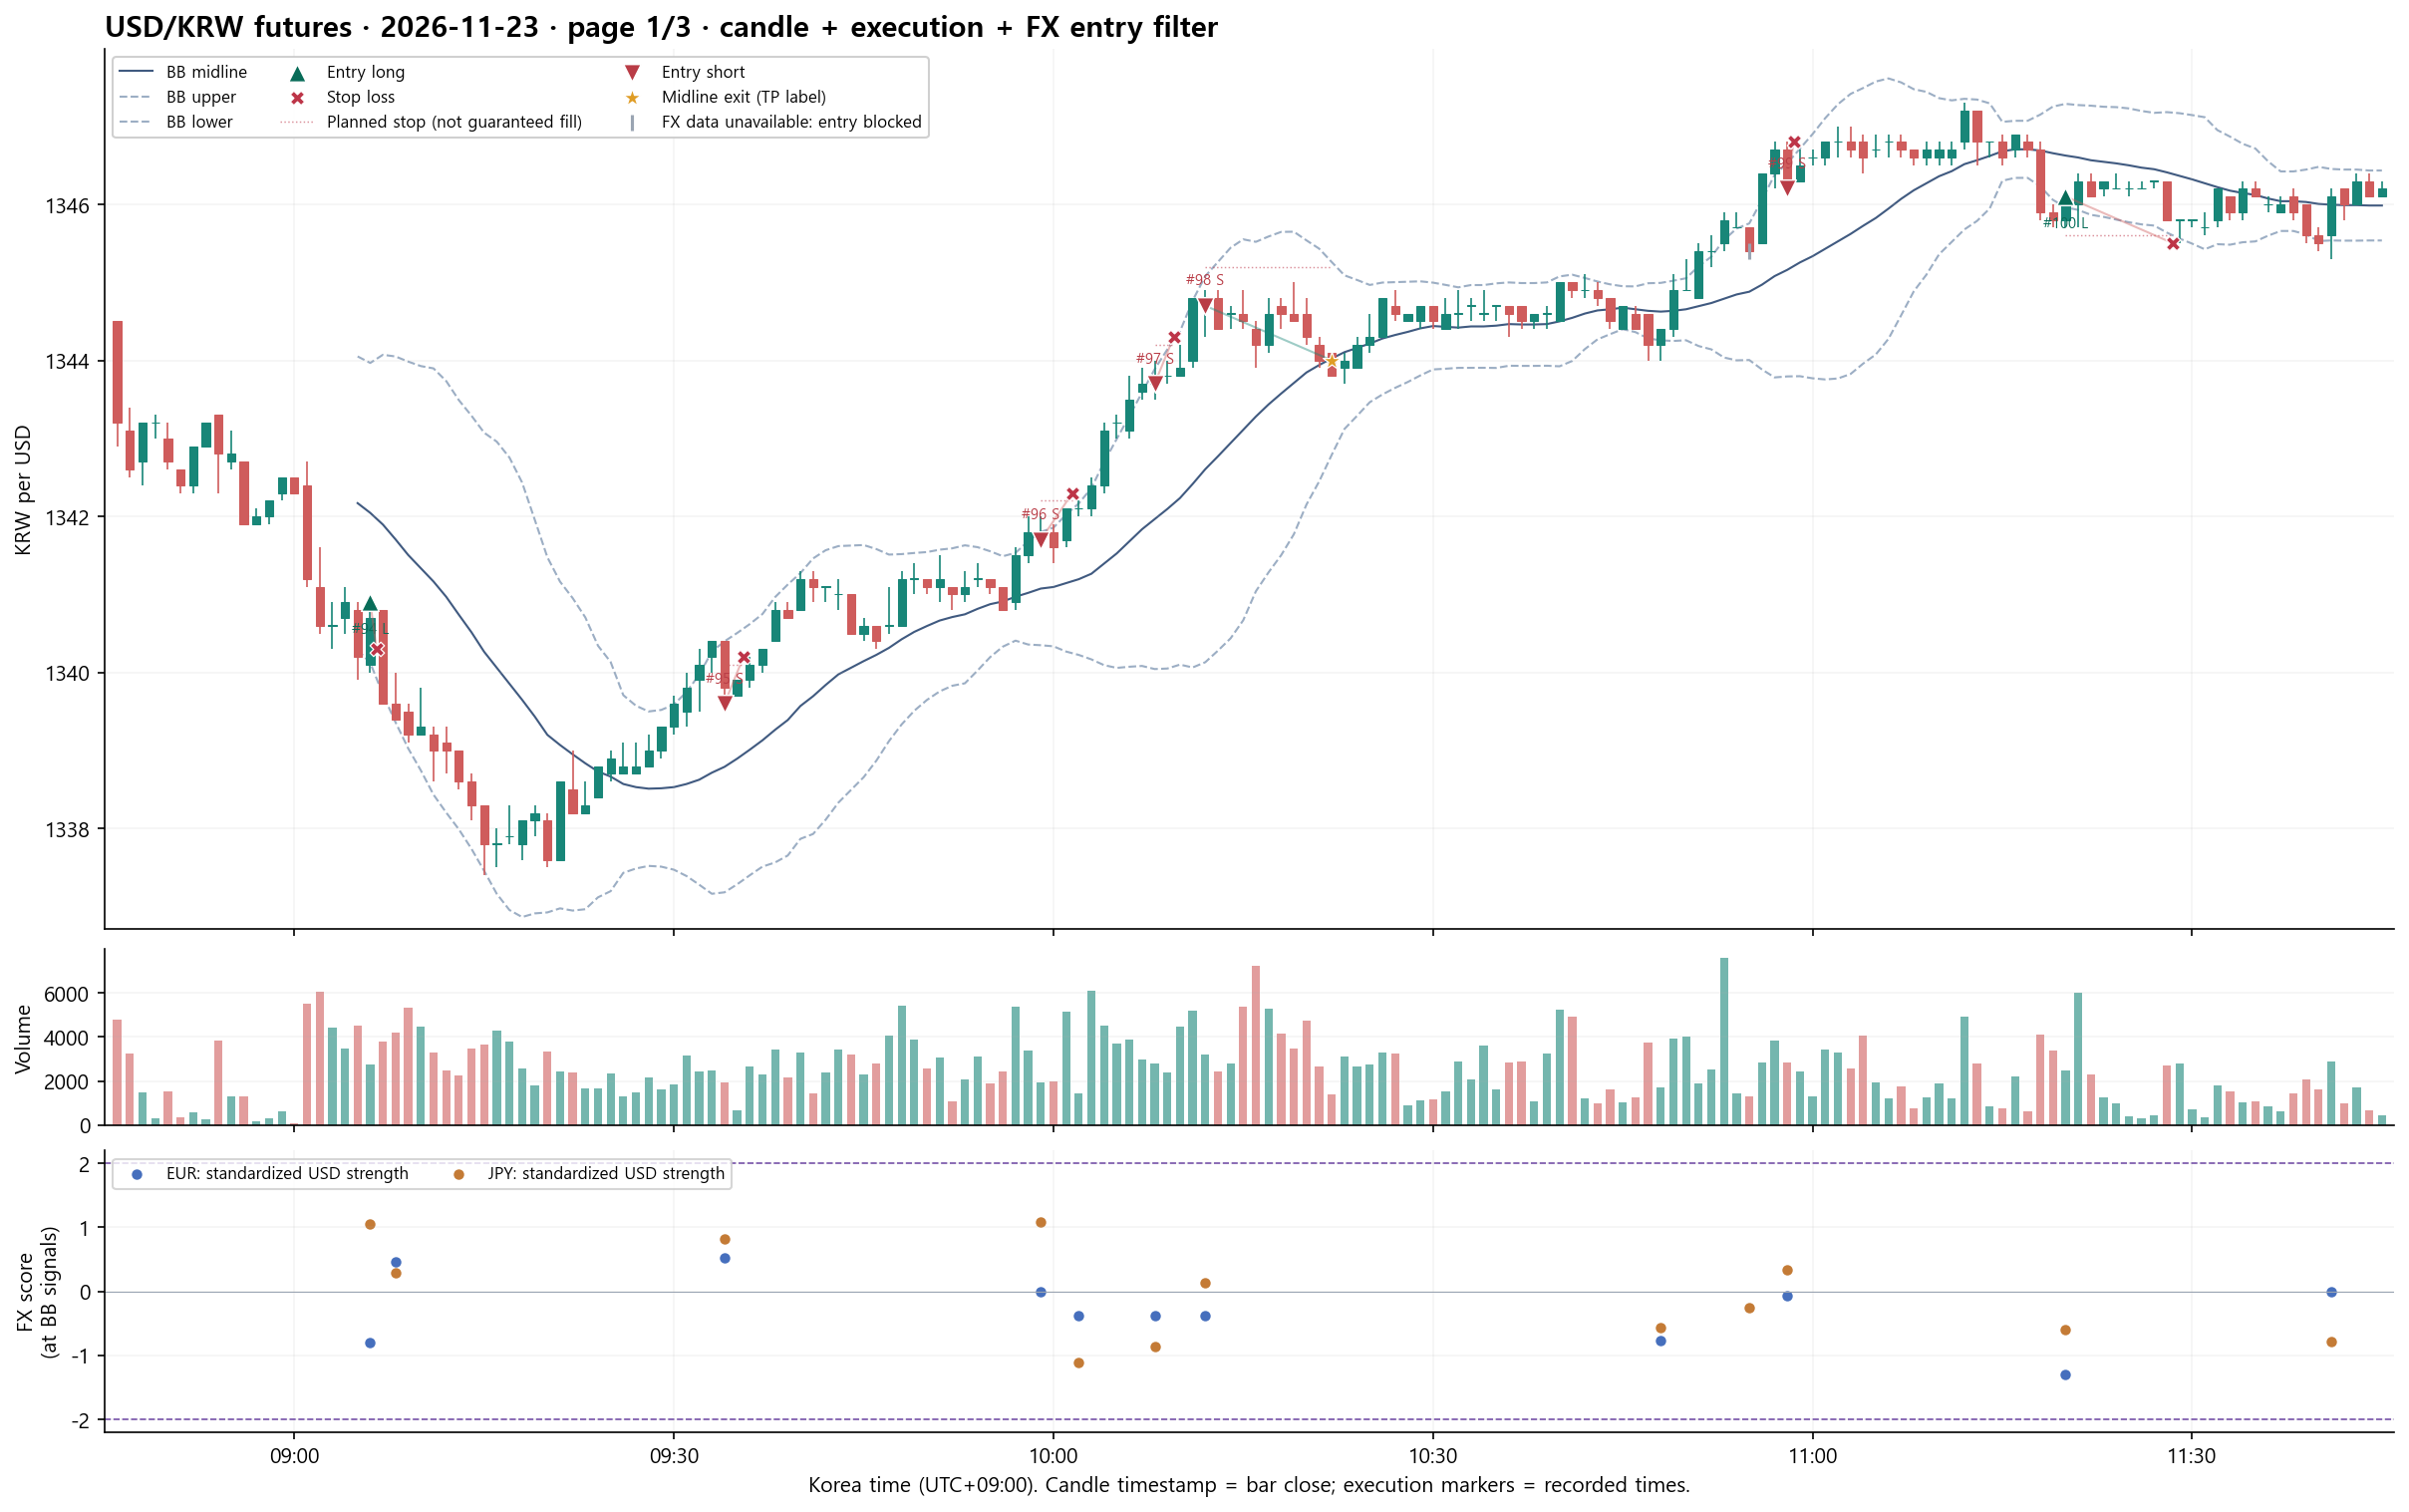 USD/KRW futures · 2026-11-23 · page 1/3 · candle + execution + FX entry filter
BB midline
BB upper
BB lower
Entry long
Stop loss
Planned stop (not guaranteed fill)
Entry short
Midline exit (TP label)
FX data unavailable: entry blocked
KRW per USD
1346
1344
1342
1340
1338
#94 L
#95 S
#96 S
#97 S
#98 S
#99 S
#100 L
Volume
6000
4000
2000
0
EUR: standardized USD strength
JPY: standardized USD strength
FX score
(at BB signals)
2
1
0
-1
-2
09:00
09:30
10:00
10:30
11:00
11:30
Korea time (UTC+09:00). Candle timestamp = bar close; execution markers = recorded times.